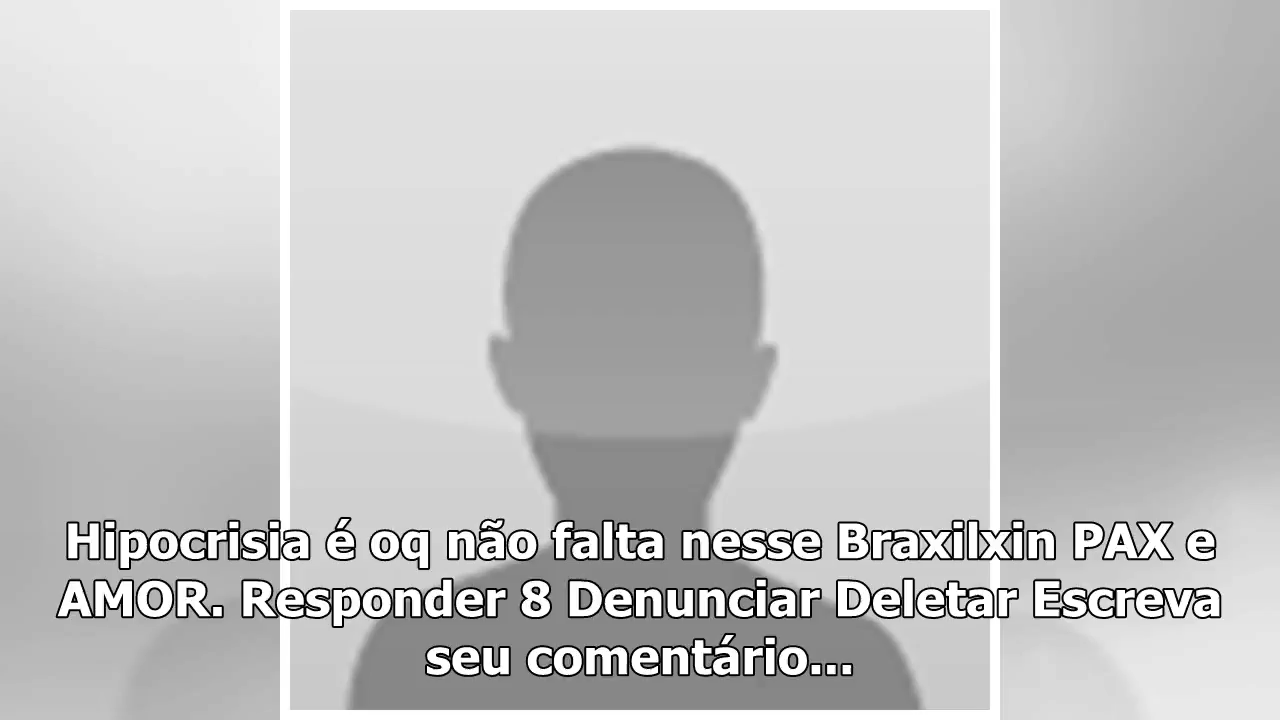 Hipocrisia é oq não falta nesse Braxilxin PAX e
AMOR. Responder 8 Denunciar Deletar Escreva
seu comentário...